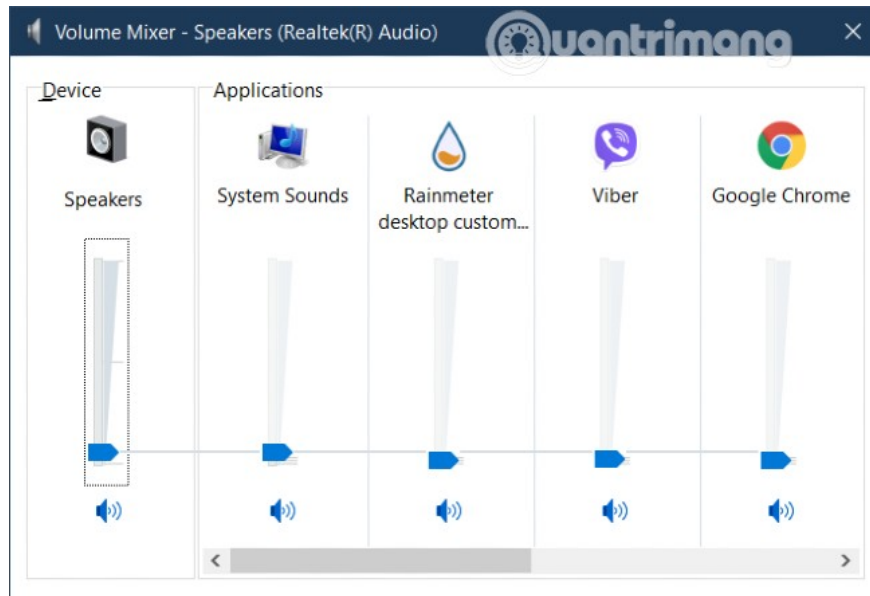 Volume Mixer - Speakers (Realtek(R) Audio)
Quantrimang
Device
Applications
Speakers
System Sounds
Rainmeter
desktop custom...
Viber
Google Chrome